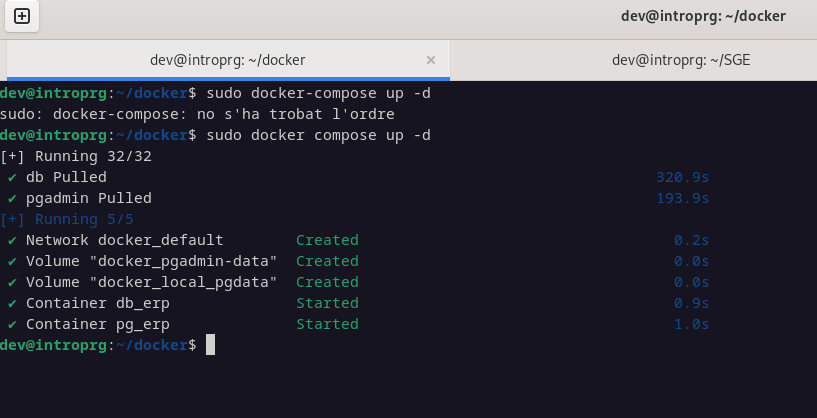 dev@introprg: ~/docker
dev@introprg: ~/docker × dev@introprg: ~/SGE
dev@introprg:~/docker$ sudo docker-compose up -d
sudo: docker-compose: no s'ha trobat l'ordre
dev@introprg:~/docker$ sudo docker compose up -d
[+] Running 32/32
✔ db Pulled 320.9s
✔ pgadmin Pulled 193.9s
[+] Running 5/5
✔ Network docker_default Created 0.2s
✔ Volume "docker_pgadmin-data" Created 0.0s
✔ Volume "docker_local_pgdata" Created 0.0s
✔ Container db_erp Started 0.9s
✔ Container pg_erp Started 1.0s
dev@introprg:~/docker$